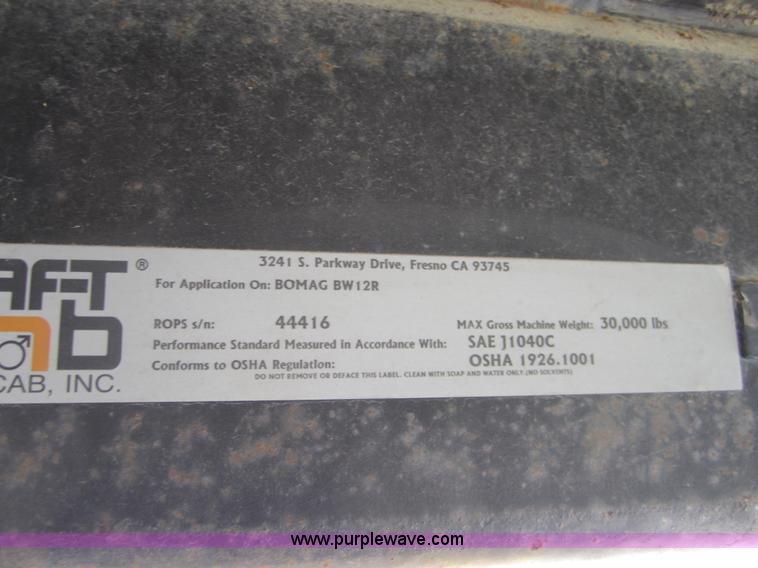 AF-T ®
3241 S. Parkway Drive, Fresno CA 93745
For Application On: BOMAG BW12R
ROPS s/n: 44416
MAX Gross Machine Weight: 30,000 lbs
Performance Standard Measured in Accordance With: SAE J1040C
Conforms to OSHA Regulation: OSHA 1926.1001
DO NOT REMOVE OR DEFACE THIS LABEL. CLEAN WITH SOAP AND WATER ONLY.(NO SOLVENTS)
CAB, INC.
www.purplewave.com